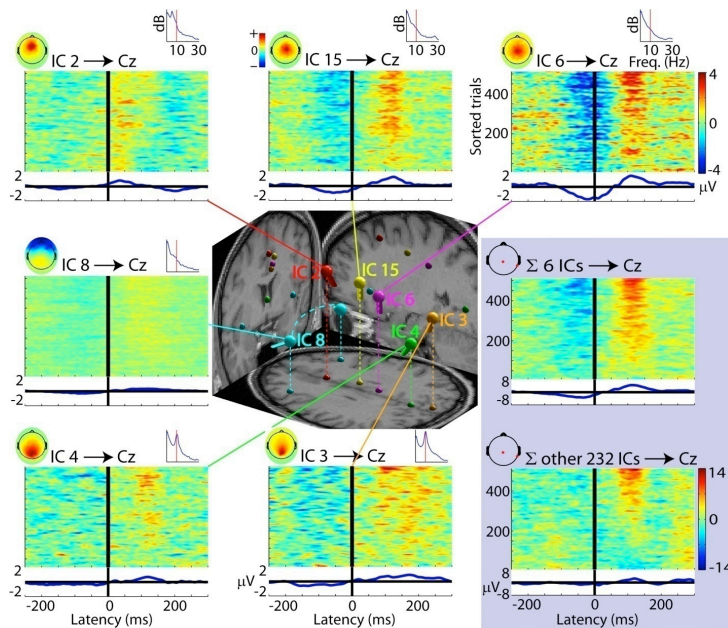 dB
10 30
IC 2 → Cz
2
-2
+
−
dB
10 30
IC 15 → Cz
2
-2
dB
10 30
Freq. (Hz)
IC 6 → Cz
Sorted trials
400
200
4
0
-4
μV
2
-2
IC 8 → Cz
2
-2
IC 2
IC 15
IC 6
IC 3
IC 4
IC 8
Σ 6 ICs → Cz
400
200
8
-8
IC 4 → Cz
2
-2
-200 0 200
Latency (ms)
IC 3 → Cz
μV
2
-2
-200 0 200
Latency (ms)
Σ other 232 ICs → Cz
400
200
14
0
-14
μV
8
-8
-200 0 200
Latency (ms)